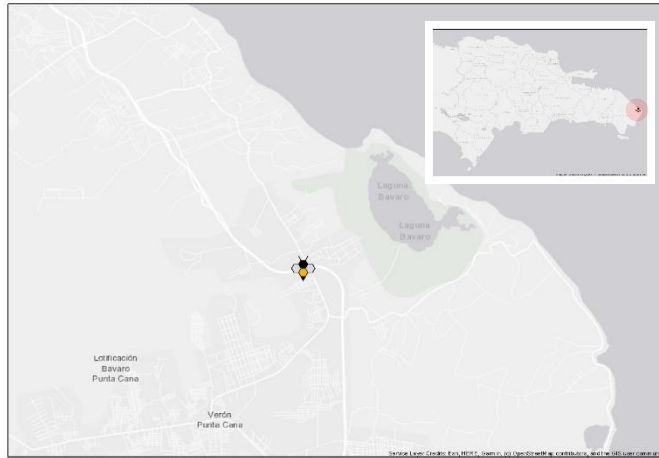 Laguna
Bavaro
Laguna
Bavaro
Lotificación
Bavaro
Punta Cana
Verón
Punta Cana
Service Layer Credits: Esri, HERE, Garmin, (c) OpenStreetMap contributors, and the GIS user commun